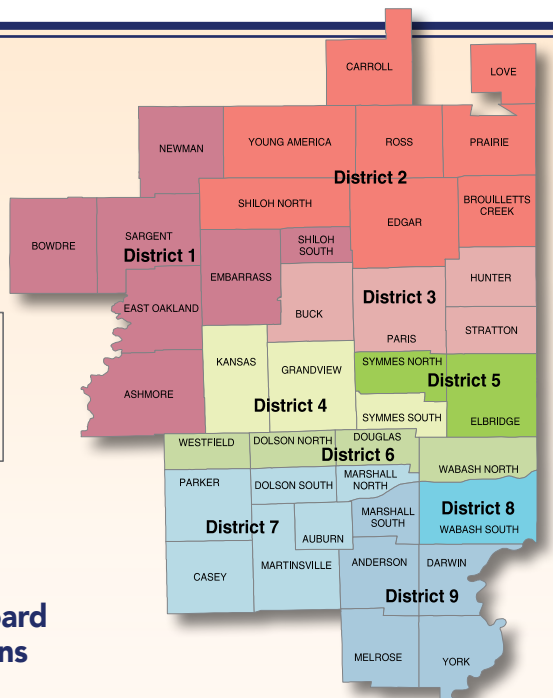 CARROLL
LOVE
NEWMAN
YOUNG AMERICA
ROSS
PRAIRIE
District 2
SHILOH NORTH
EDGAR
BROUILLETTS
CREEK
BOWDRE
SARGENT
District 1
SHILOH
SOUTH
EMBARRASS
HUNTER
District 3
EAST OAKLAND
BUCK
STRATTON
PARIS
KANSAS
GRANDVIEW
SYMMES NORTH
District 5
ASHMORE
District 4
SYMMES SOUTH
ELBRIDGE
WESTFIELD
DOLSON NORTH
DOUGLAS
District 6
WABASH NORTH
PARKER
DOLSON SOUTH
MARSHALL
NORTH
District 7
MARSHALL
SOUTH
District 8
WABASH SOUTH
AUBURN
CASEY
MARTINSVILLE
ANDERSON
DARWIN
District 9
MELROSE
YORK